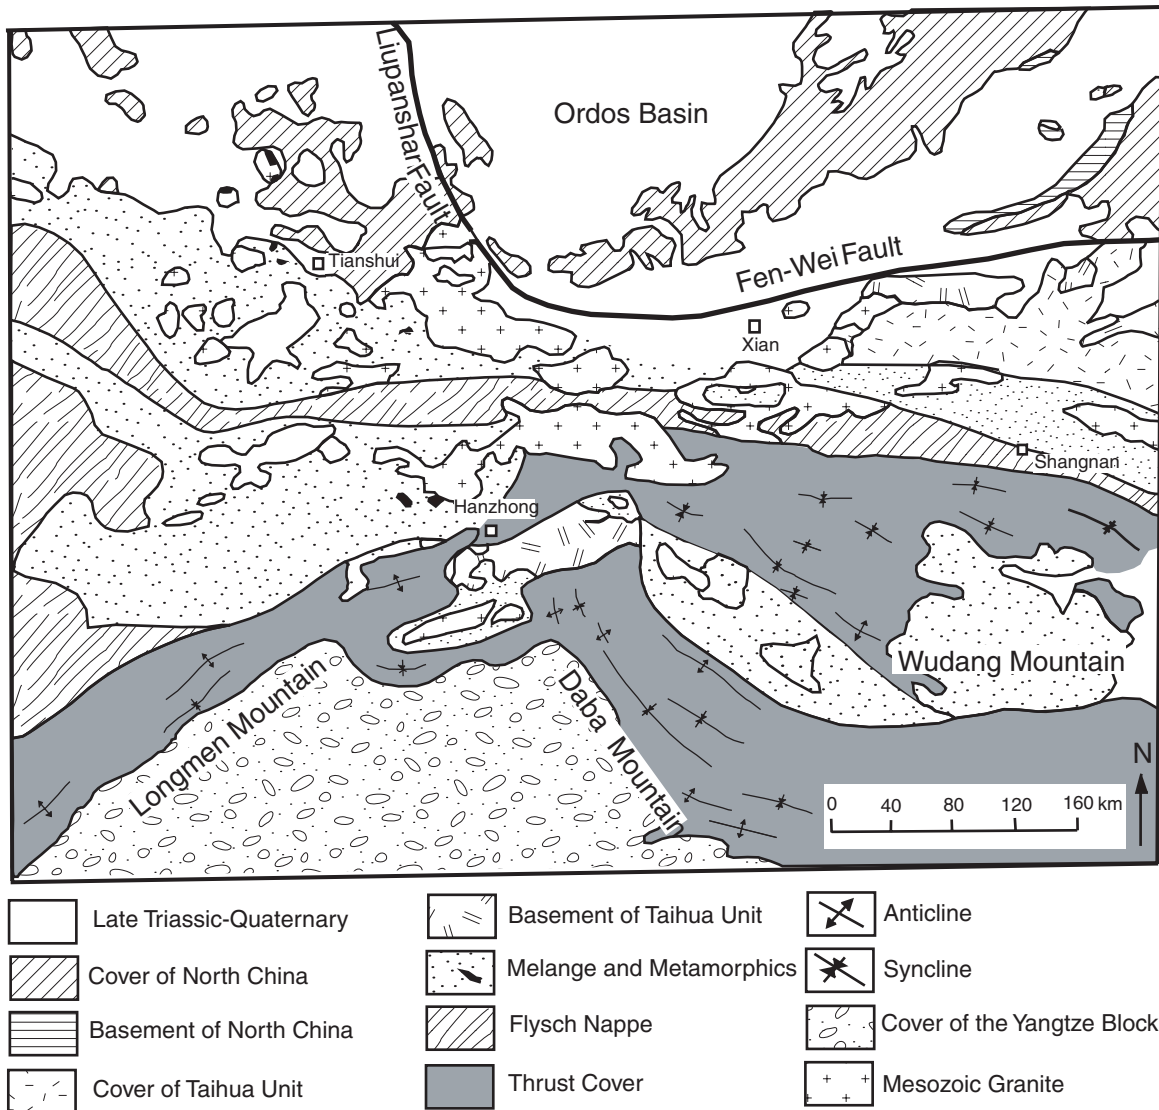 Liupanshar Fault
Ordos Basin
Tianshui
Fen-Wei Fault
Xian
Shangnan
Hanzhong
Wudang Mountain
Longmen Mountain
Daba Mountain
N
0 40 80 120 160 km
Late Triassic-Quaternary
Cover of North China
Basement of North China
Cover of Taihua Unit
Basement of Taihua Unit
Melange and Metamorphics
Flysch Nappe
Thrust Cover
Anticline
Syncline
Cover of the Yangtze Block
Mesozoic Granite